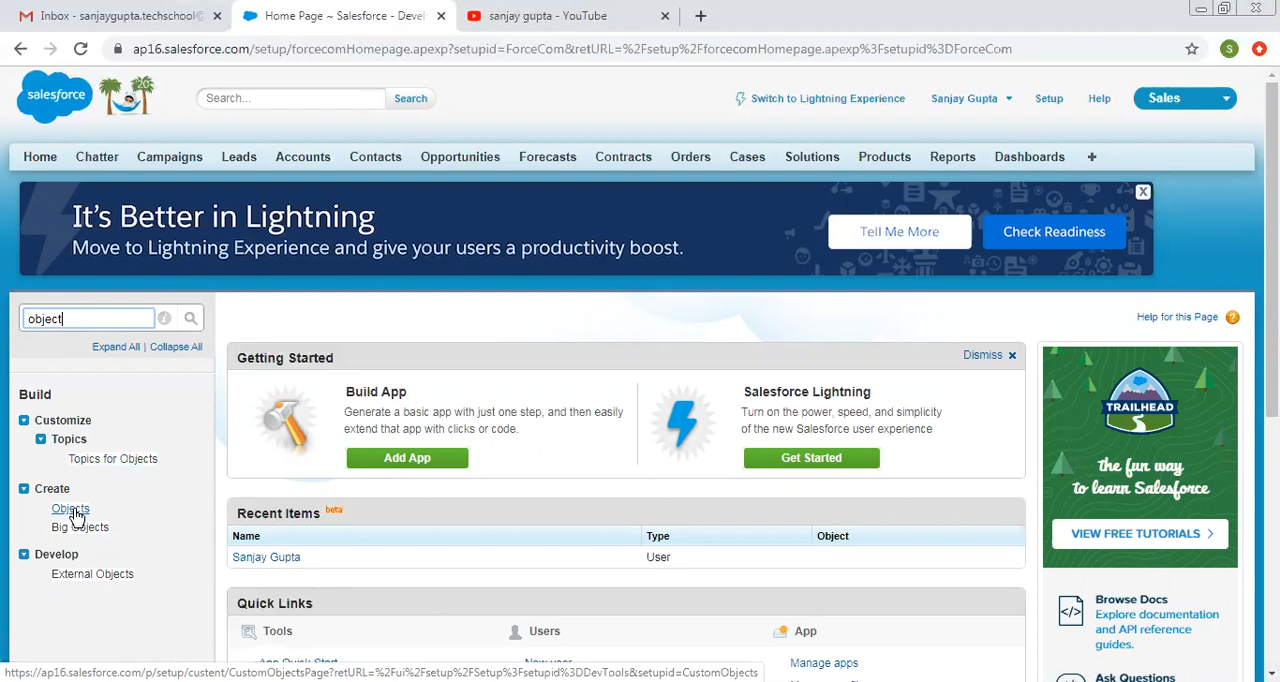 Inbox - sanjaygupta.techschool@
Home Page ~ Salesforce - Devel
sanjay gupta - YouTube
ap16.salesforce.com/setup/forcecomHomepage.apexp?setupid=ForceCom&retURL=%2Fsetup%2FforcecomHomepage.apexp%3Fsetupid%3DForceCom
S
salesforce
20
Search...
Search
Switch to Lightning Experience
Sanjay Gupta
Setup
Help
Sales
Home
Chatter
Campaigns
Leads
Accounts
Contacts
Opportunities
Forecasts
Contracts
Orders
Cases
Solutions
Products
Reports
Dashboards
+
It's Better in Lightning
Move to Lightning Experience and give your users a productivity boost.
Tell Me More
Check Readiness
X
object
Expand All | Collapse All
Help for this Page ?
Build
Customize
Topics
Topics for Objects
Create
Objects
Big Objects
Develop
External Objects
Getting Started
Dismiss
Build App
Generate a basic app with just one step, and then easily
extend that app with clicks or code.
Add App
Salesforce Lightning
Turn on the power, speed, and simplicity
of the new Salesforce user experience
Get Started
Recent Items beta
Name
Type
Object
Sanjay Gupta
User
Quick Links
Tools
Users
App
App Quick Start
New user
Manage apps
TRAILHEAD
the fun way
to learn Salesforce
VIEW FREE TUTORIALS
Browse Docs
Explore documentation
and API reference
guides.
Ask Questions
https://ap16.salesforce.com/p/setup/custent/CustomObjectsPage?retURL=%2Fui%2Fsetup%2FSetup%3Fsetupid%3DDevTools&setupid=CustomObjects